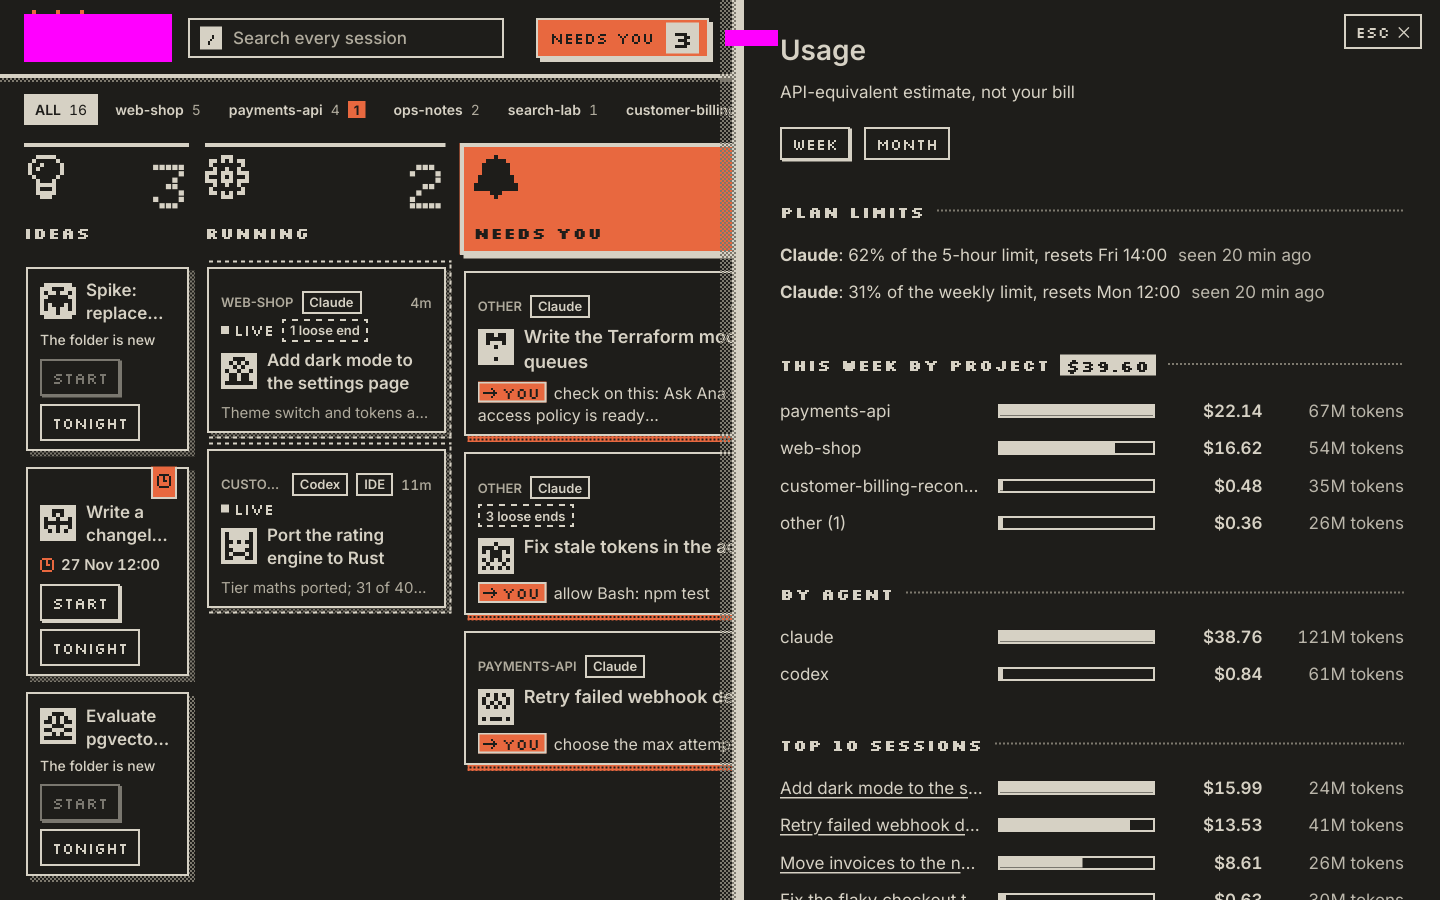 / Search every session
NEEDS YOU 3
ALL 16 web-shop 5 payments-api 4 1 ops-notes 2 search-lab 1 customer-billin
3
IDEAS
Spike:
replace...
The folder is new
START
TONIGHT
Write a
changel...
27 Nov 12:00
START
TONIGHT
Evaluate
pgvecto...
The folder is new
START
TONIGHT
2
RUNNING
WEB-SHOP Claude 4m
LIVE 1 loose end
Add dark mode to
the settings page
Theme switch and tokens a...
CUSTO... Codex IDE 11m
LIVE
Port the rating
engine to Rust
Tier maths ported; 31 of 40...
NEEDS YOU
OTHER Claude
Write the Terraform mo
queues
→ YOU check on this: Ask Ana
access policy is ready...
OTHER Claude
3 loose ends
Fix stale tokens in the a
→ YOU allow Bash: npm test
PAYMENTS-API Claude
Retry failed webhook de
→ YOU choose the max attemp
Usage
ESC ×
API-equivalent estimate, not your bill
WEEK MONTH
PLAN LIMITS
Claude: 62% of the 5-hour limit, resets Fri 14:00 seen 20 min ago
Claude: 31% of the weekly limit, resets Mon 12:00 seen 20 min ago
THIS WEEK BY PROJECT $39.60
payments-api $22.14 67M tokens
web-shop $16.62 54M tokens
customer-billing-recon... $0.48 35M tokens
other (1) $0.36 26M tokens
BY AGENT
claude $38.76 121M tokens
codex $0.84 61M tokens
TOP 10 SESSIONS
Add dark mode to the s... $15.99 24M tokens
Retry failed webhook d... $13.53 41M tokens
Move invoices to the n... $8.61 26M tokens
Fix the flaky checkout t... $0.63 30M tokens